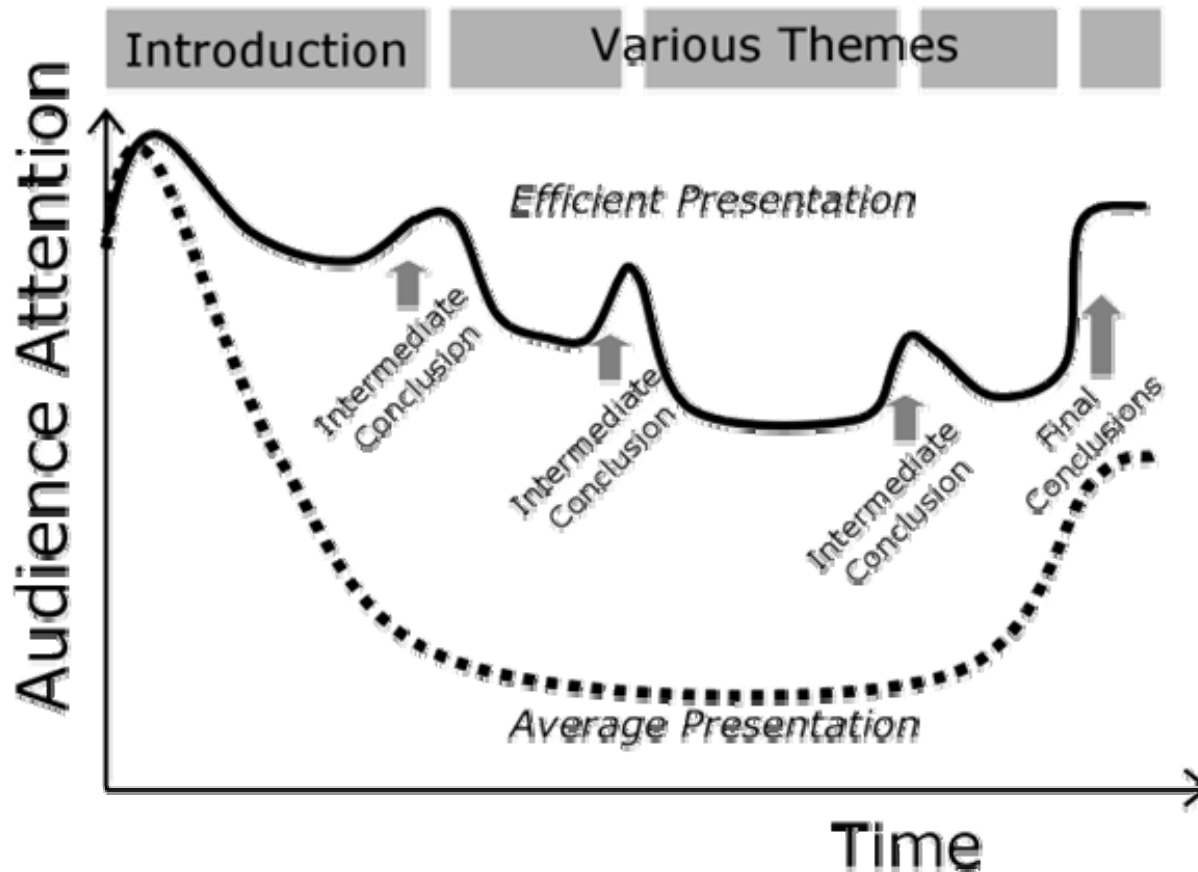 Introduction
Various Themes
Audience Attention
Efficient Presentation
Intermediate
Conclusion
Intermediate
Conclusion
Intermediate
Conclusion
Final
Conclusions
Average Presentation
Time